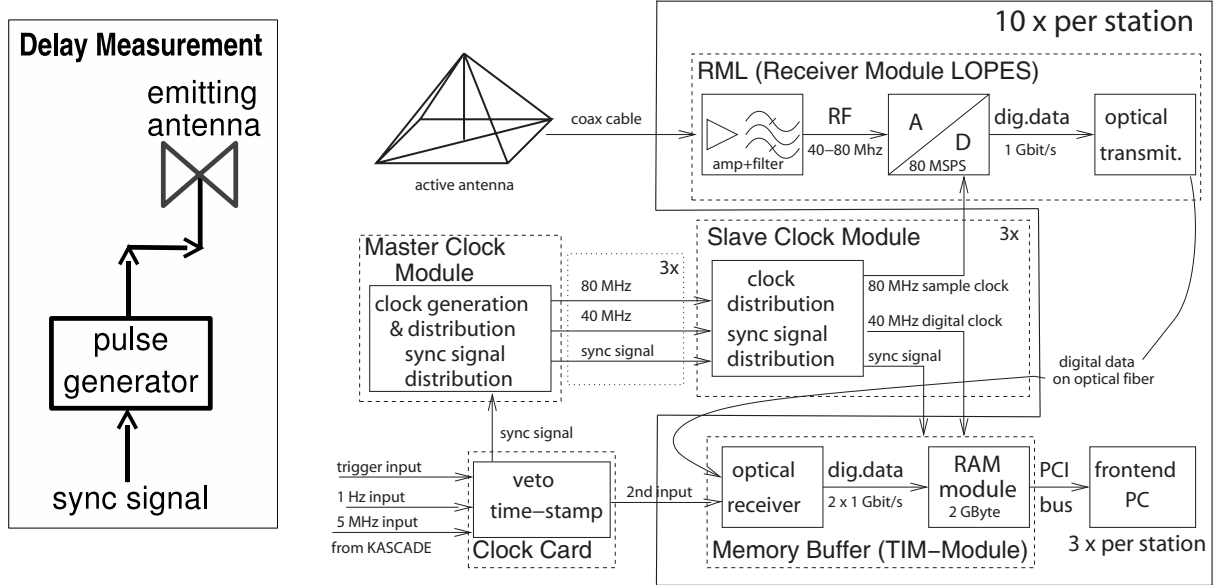 Delay Measurement
emitting
antenna
pulse
generator
sync signal
10 x per station
RML (Receiver Module LOPES)
active antenna
coax cable
amp+filter
RF
40–80 Mhz
A
D
80 MSPS
dig.data
1 Gbit/s
optical
transmit.
Master Clock
Module
clock generation
& distribution
sync signal
distribution
3x
80 MHz
40 MHz
sync signal
Slave Clock Module
3x
clock
distribution
sync signal
distribution
80 MHz sample clock
40 MHz digital clock
sync signal
digital data
on optical fiber
sync signal
trigger input
1 Hz input
5 MHz input
from KASCADE
veto
time–stamp
Clock Card
2nd input
optical
receiver
dig.data
2 x 1 Gbit/s
RAM
module
2 GByte
Memory Buffer (TIM–Module)
PCI
bus
frontend
PC
3 x per station